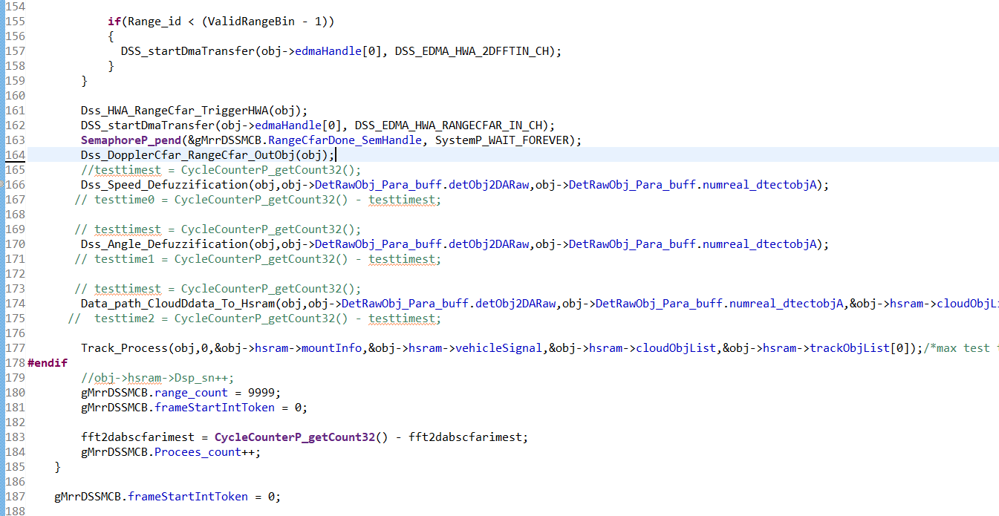 154
155 if(Range_id < (ValidRangeBin - 1))
156 {
157 DSS_startDmaTransfer(obj->edmaHandle[0], DSS_EDMA_HWA_2DFFTIN_CH);
158 }
159 }
160
161 Dss_HWA_RangeCfar_TriggerHWA(obj);
162 DSS_startDmaTransfer(obj->edmaHandle[0], DSS_EDMA_HWA_RANGECFAR_IN_CH);
163 SemaphoreP_pend(&gMrrDSSMCB.RangeCfarDone_SemHandle, SystemP_WAIT_FOREVER);
164 Dss_DopplerCfar_RangeCfar_OutObj(obj);
165 //testtimest = CycleCounterP_getCount32();
166 Dss_Speed_Defuzzification(obj,obj->DetRawObj_Para_buff.detObj2DARaw,obj->DetRawObj_Para_buff.numreal_dtectobjA);
167 // testtime0 = CycleCounterP_getCount32() - testtimest;
168
169 // testtimest = CycleCounterP_getCount32();
170 Dss_Angle_Defuzzification(obj,obj->DetRawObj_Para_buff.detObj2DARaw,obj->DetRawObj_Para_buff.numreal_dtectobjA);
171 // testtime1 = CycleCounterP_getCount32() - testtimest;
172
173 // testtimest = CycleCounterP_getCount32();
174 Data_path_CloudDdata_To_Hsram(obj,obj->DetRawObj_Para_buff.detObj2DARaw,obj->DetRawObj_Para_buff.numreal_dtectobjA,&obj->hsram->cloudObjLi
175 // testtime2 = CycleCounterP_getCount32() - testtimest;
176
177 Track_Process(obj,0,&obj->hsram->mountInfo,&obj->hsram->vehicleSignal,&obj->hsram->cloudObjList,&obj->hsram->trackObjList[0]);/*max test
178 #endif
179 //obj->hsram->Dsp_sn++;
180 gMrrDSSMCB.range_count = 9999;
181 gMrrDSSMCB.frameStartIntToken = 0;
182
183 fft2dabscfarimest = CycleCounterP_getCount32() - fft2dabscfarimest;
184 gMrrDSSMCB.Procees_count++;
185 }
186
187 gMrrDSSMCB.frameStartIntToken = 0;
188